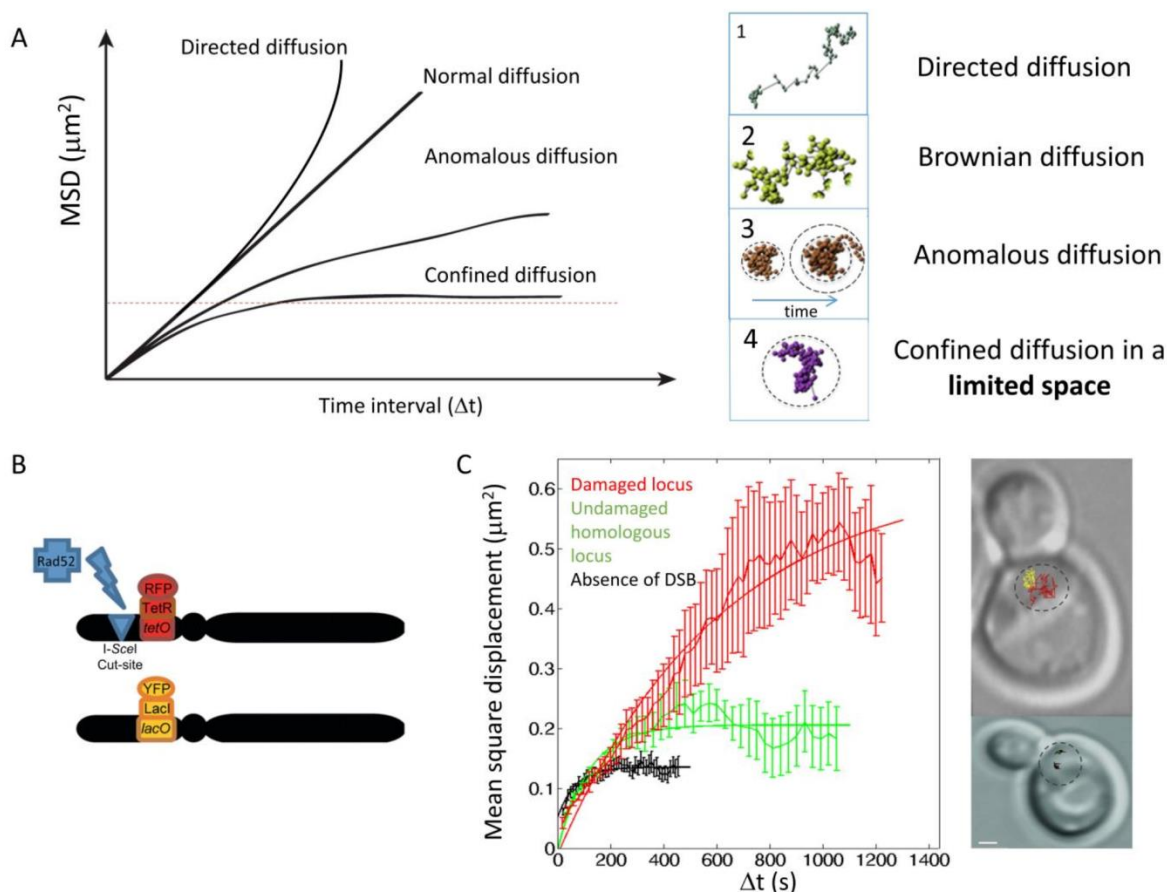 A
MSD (μm²)
Directed diffusion
Normal diffusion
Anomalous diffusion
Confined diffusion
Time interval (Δt)
1
Directed diffusion
2
Brownian diffusion
3
time
Anomalous diffusion
4
Confined diffusion in a
limited space
B
Rad52
RFP
TetR
tetO
I-SceI
Cut-site
YFP
LacI
lacO
C
Mean square displacement (μm²)
Damaged locus
Undamaged
homologous
locus
Absence of DSB
0.6
0.5
0.4
0.3
0.2
0.1
0
0 200 400 600 800 1000 1200 1400
Δt (s)